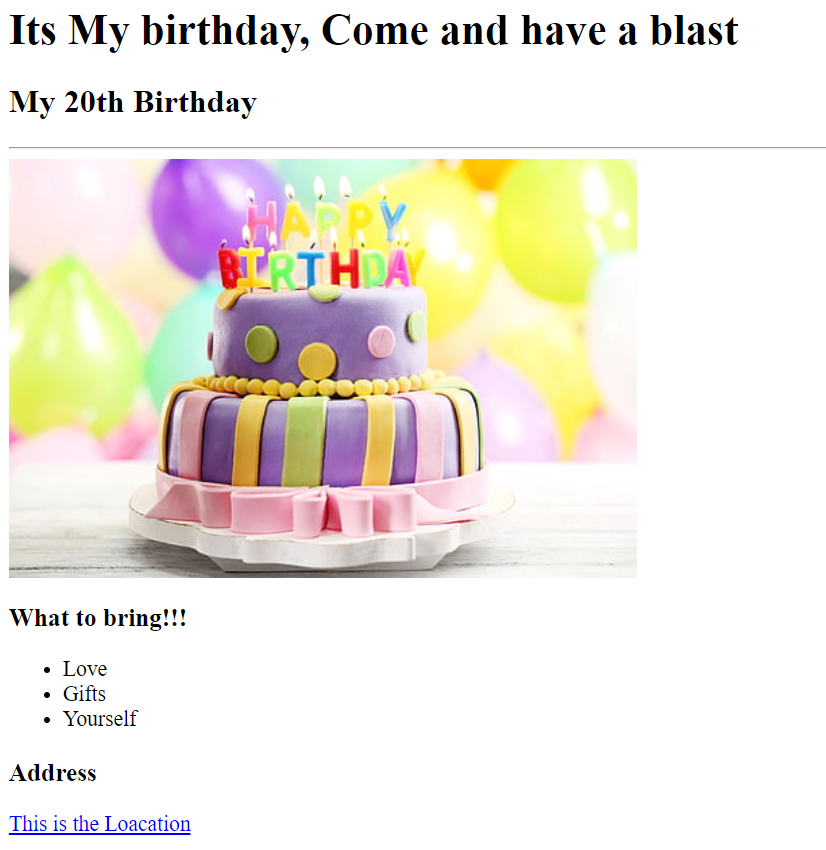 Its My birthday, Come and have a blast
My 20th Birthday
HAPPY
BIRTHDAY
What to bring!!!
Love
Gifts
Yourself
Address
This is the Loacation